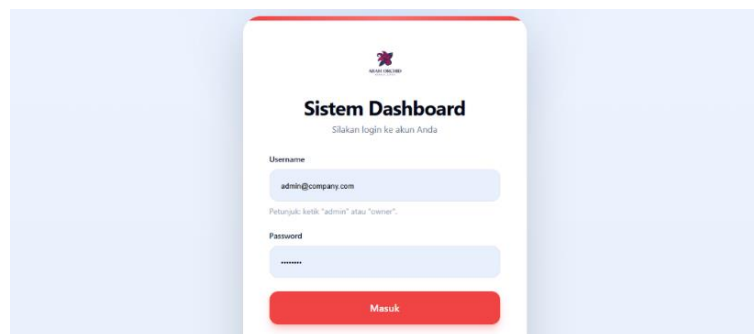 Sistem Dashboard
Silakan login ke akun Anda
Username
admin@company.com
Petunjuk: ketik "admin" atau "owner".
Password
••••••••
Masuk